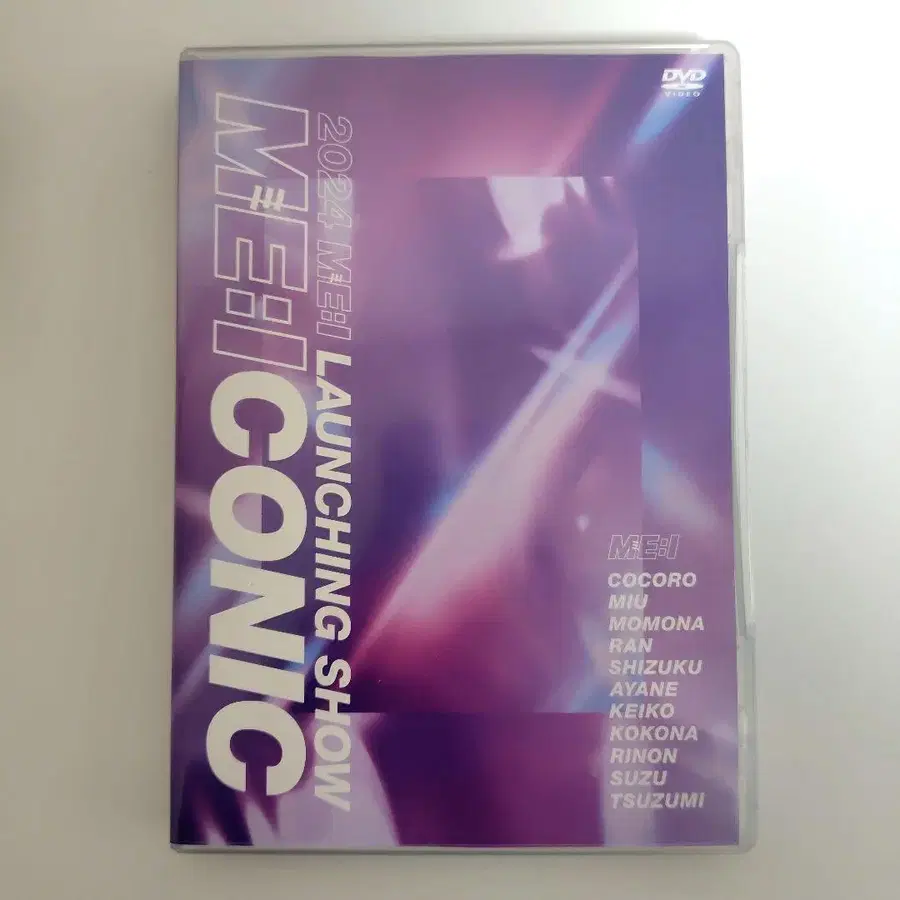 DVD
VIDEO
2024 ME:I LAUNCHING SHOW
ME:I CONIC
ME:I
COCORO
MIU
MOMONA
RAN
SHIZUKU
AYANE
KEIKO
KOKONA
RINON
SUZU
TSUZUMI